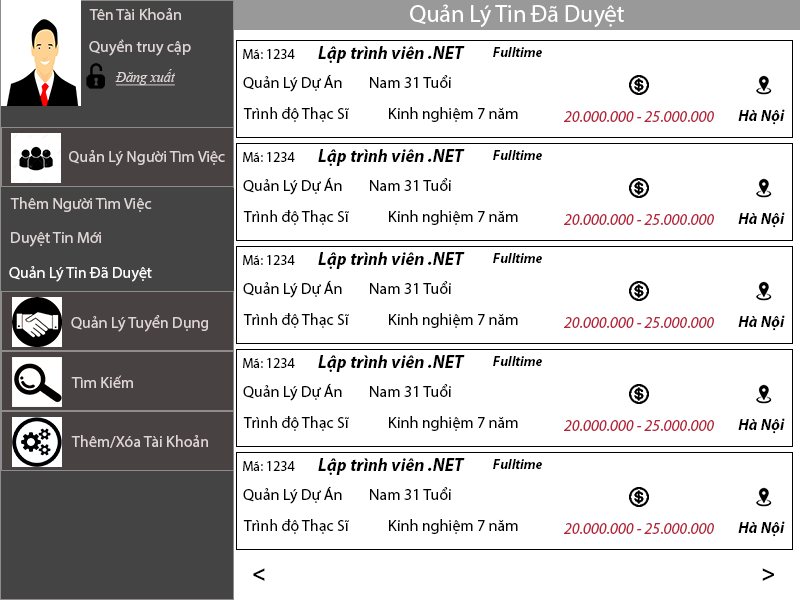 Tên Tài Khoản
Quyền truy cập
Đăng xuất
Quản Lý Người Tìm Việc
Thêm Người Tìm Việc
Duyệt Tin Mới
Quản Lý Tin Đã Duyệt
Quản Lý Tuyển Dụng
Tìm Kiếm
Thêm/Xóa Tài Khoản
Quản Lý Tin Đã Duyệt
Mã: 1234 Lập trình viên .NET Fulltime
Quản Lý Dự Án Nam 31 Tuổi
Trình độ Thạc Sĩ Kinh nghiệm 7 năm 20.000.000 - 25.000.000 Hà Nội
Mã: 1234 Lập trình viên .NET Fulltime
Quản Lý Dự Án Nam 31 Tuổi
Trình độ Thạc Sĩ Kinh nghiệm 7 năm 20.000.000 - 25.000.000 Hà Nội
Mã: 1234 Lập trình viên .NET Fulltime
Quản Lý Dự Án Nam 31 Tuổi
Trình độ Thạc Sĩ Kinh nghiệm 7 năm 20.000.000 - 25.000.000 Hà Nội
Mã: 1234 Lập trình viên .NET Fulltime
Quản Lý Dự Án Nam 31 Tuổi
Trình độ Thạc Sĩ Kinh nghiệm 7 năm 20.000.000 - 25.000.000 Hà Nội
Mã: 1234 Lập trình viên .NET Fulltime
Quản Lý Dự Án Nam 31 Tuổi
Trình độ Thạc Sĩ Kinh nghiệm 7 năm 20.000.000 - 25.000.000 Hà Nội
< >